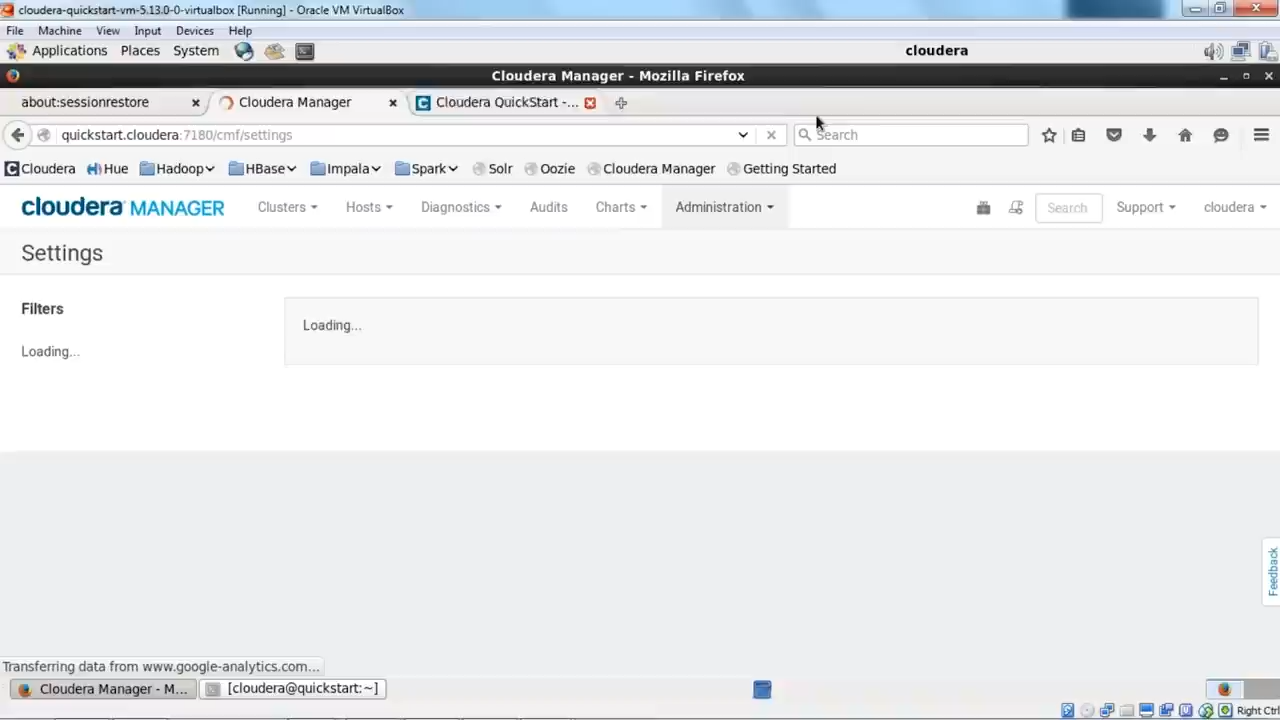 cloudera-quickstart-vm-5.13.0-0-virtualbox [Running] - Oracle VM VirtualBox
File Machine View Input Devices Help
Applications Places System cloudera
Cloudera Manager - Mozilla Firefox
about:sessionrestore Cloudera Manager Cloudera QuickStart -...
quickstart.cloudera:7180/cmf/settings Search
Cloudera Hue Hadoop HBase Impala Spark Solr Oozie Cloudera Manager Getting Started
cloudera MANAGER Clusters Hosts Diagnostics Audits Charts Administration Search Support cloudera
Settings
Filters
Loading...
Loading...
Feedback
Transferring data from www.google-analytics.com...
Cloudera Manager - M... [cloudera@quickstart:~]
Right Ctrl